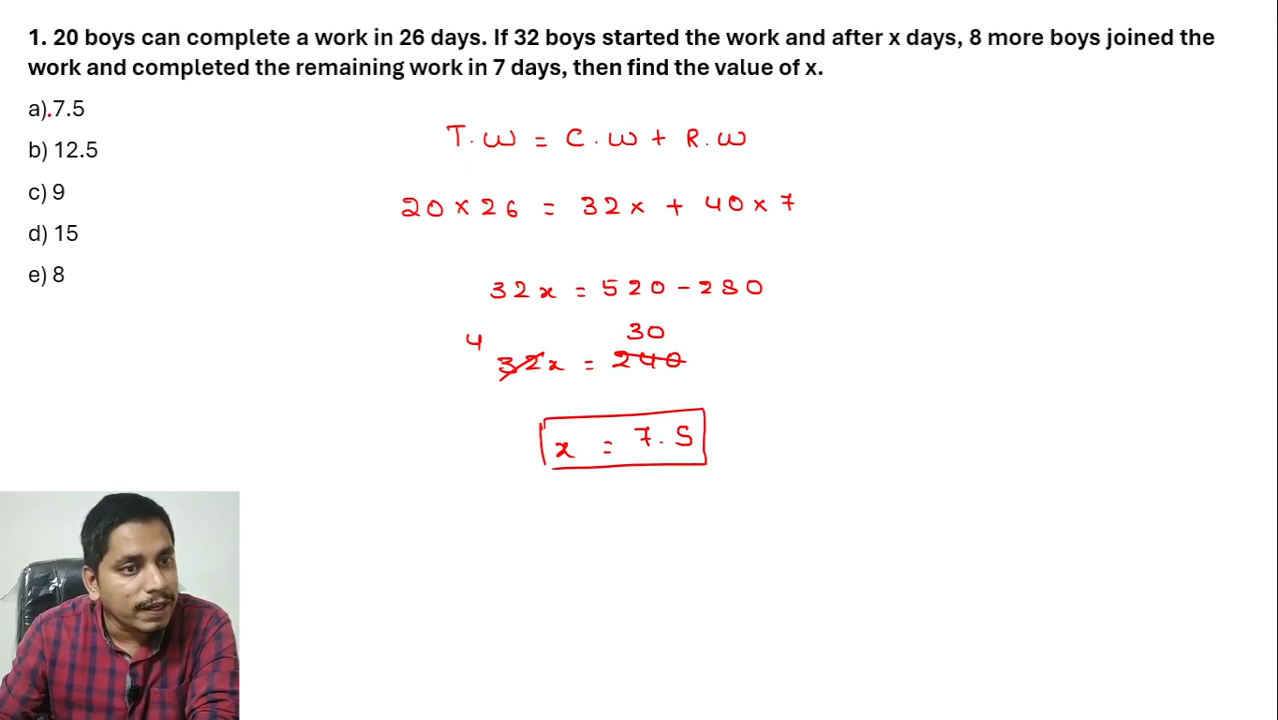 1. 20 boys can complete a work in 26 days. If 32 boys started the work and after x days, 8 more boys joined the
work and completed the remaining work in 7 days, then find the value of x.
a).7.5
b) 12.5
c) 9
d) 15
e) 8
T.W = C.W + R.W
20 × 26 = 32x + 40 × 7
32x = 520 - 280
4 30
32x = 240
x = 7.5